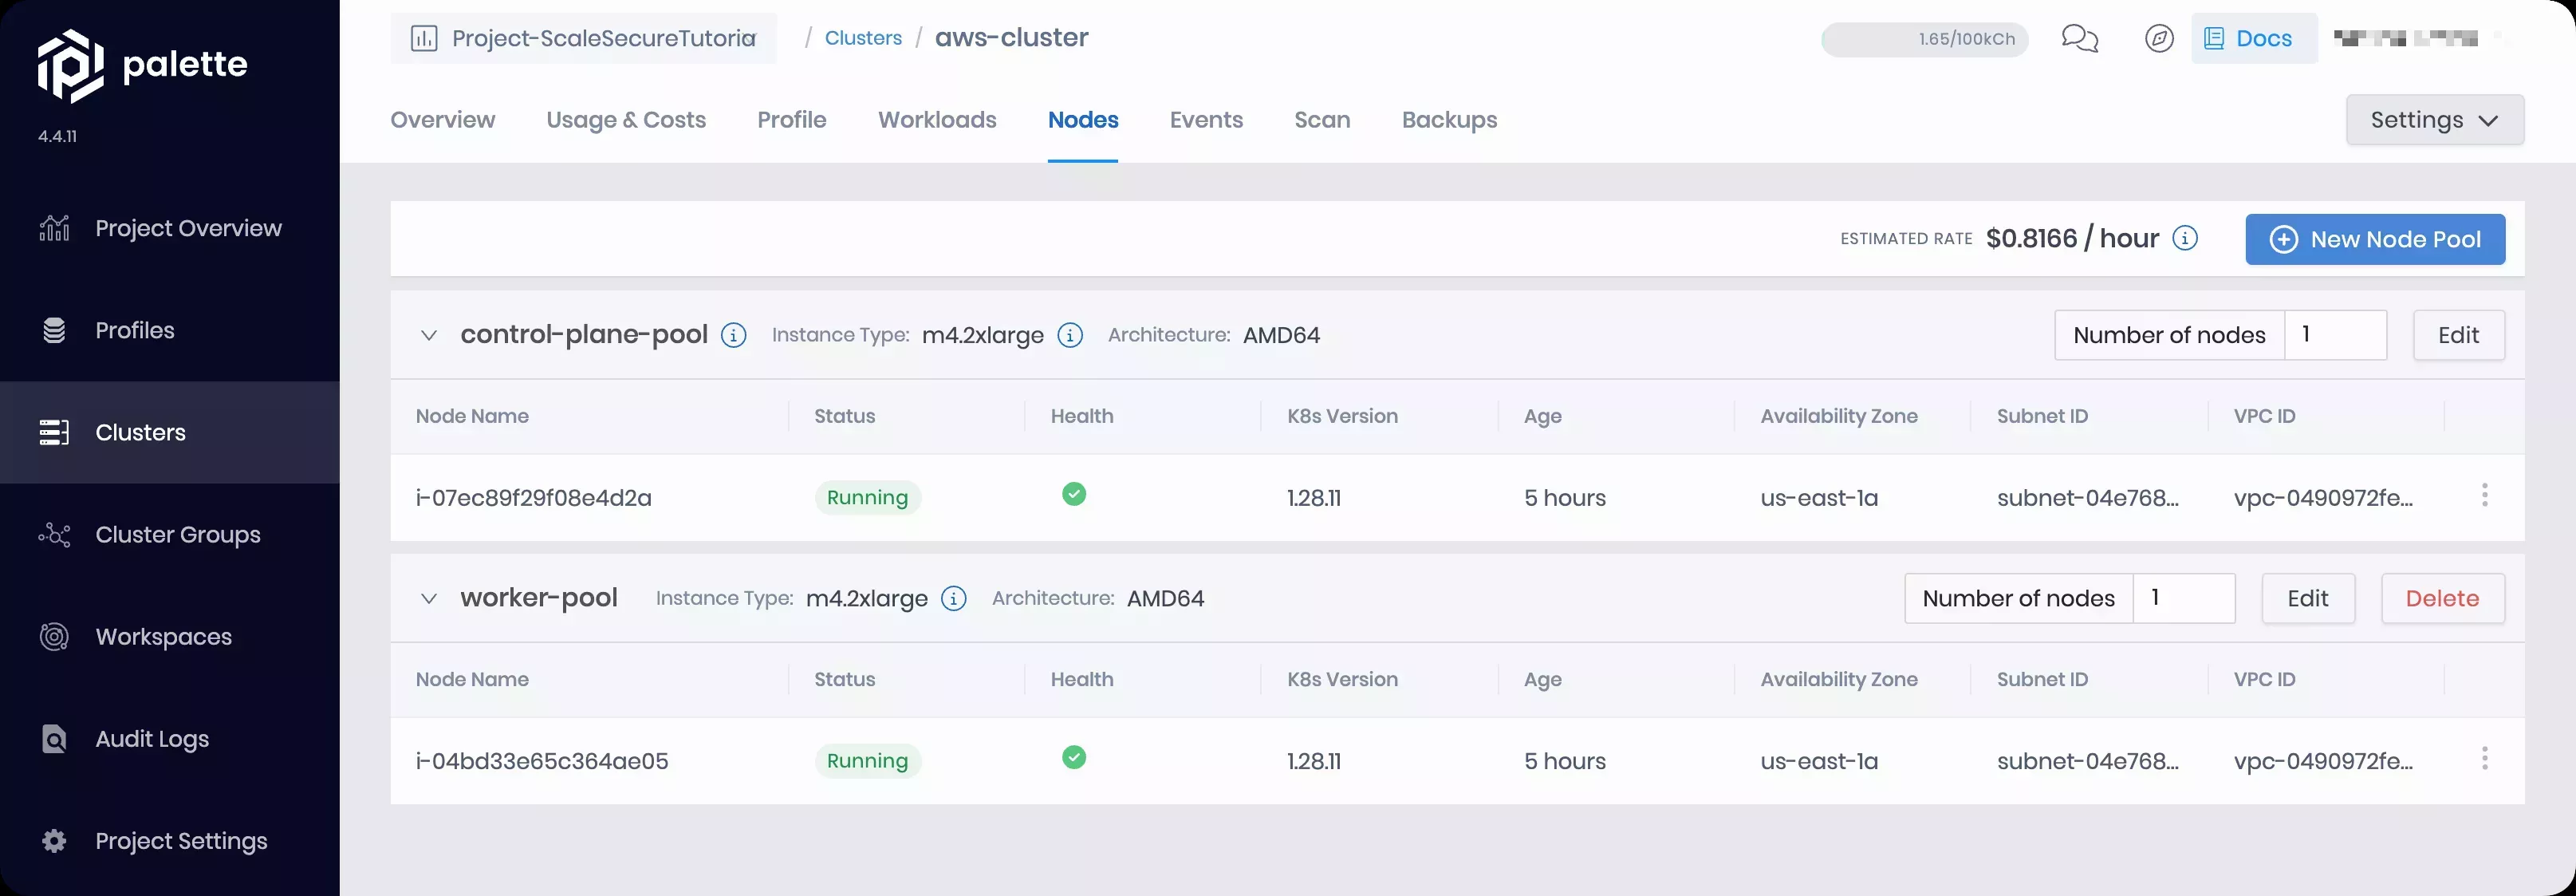 palette
4.4.11
Project Overview
Profiles
Clusters
Cluster Groups
Workspaces
Audit Logs
Project Settings
Project-ScaleSecureTutoria / Clusters / aws-cluster
1.65/100kCh
Docs
Overview Usage & Costs Profile Workloads Nodes Events Scan Backups
Settings
ESTIMATED RATE $0.8166 / hour
New Node Pool
control-plane-pool Instance Type: m4.2xlarge Architecture: AMD64
Number of nodes 1 Edit
Node Name Status Health K8s Version Age Availability Zone Subnet ID VPC ID
i-07ec89f29f08e4d2a Running 1.28.11 5 hours us-east-1a subnet-04e768... vpc-0490972fe...
worker-pool Instance Type: m4.2xlarge Architecture: AMD64
Number of nodes 1 Edit Delete
Node Name Status Health K8s Version Age Availability Zone Subnet ID VPC ID
i-04bd33e65c364ae05 Running 1.28.11 5 hours us-east-1a subnet-04e768... vpc-0490972fe...